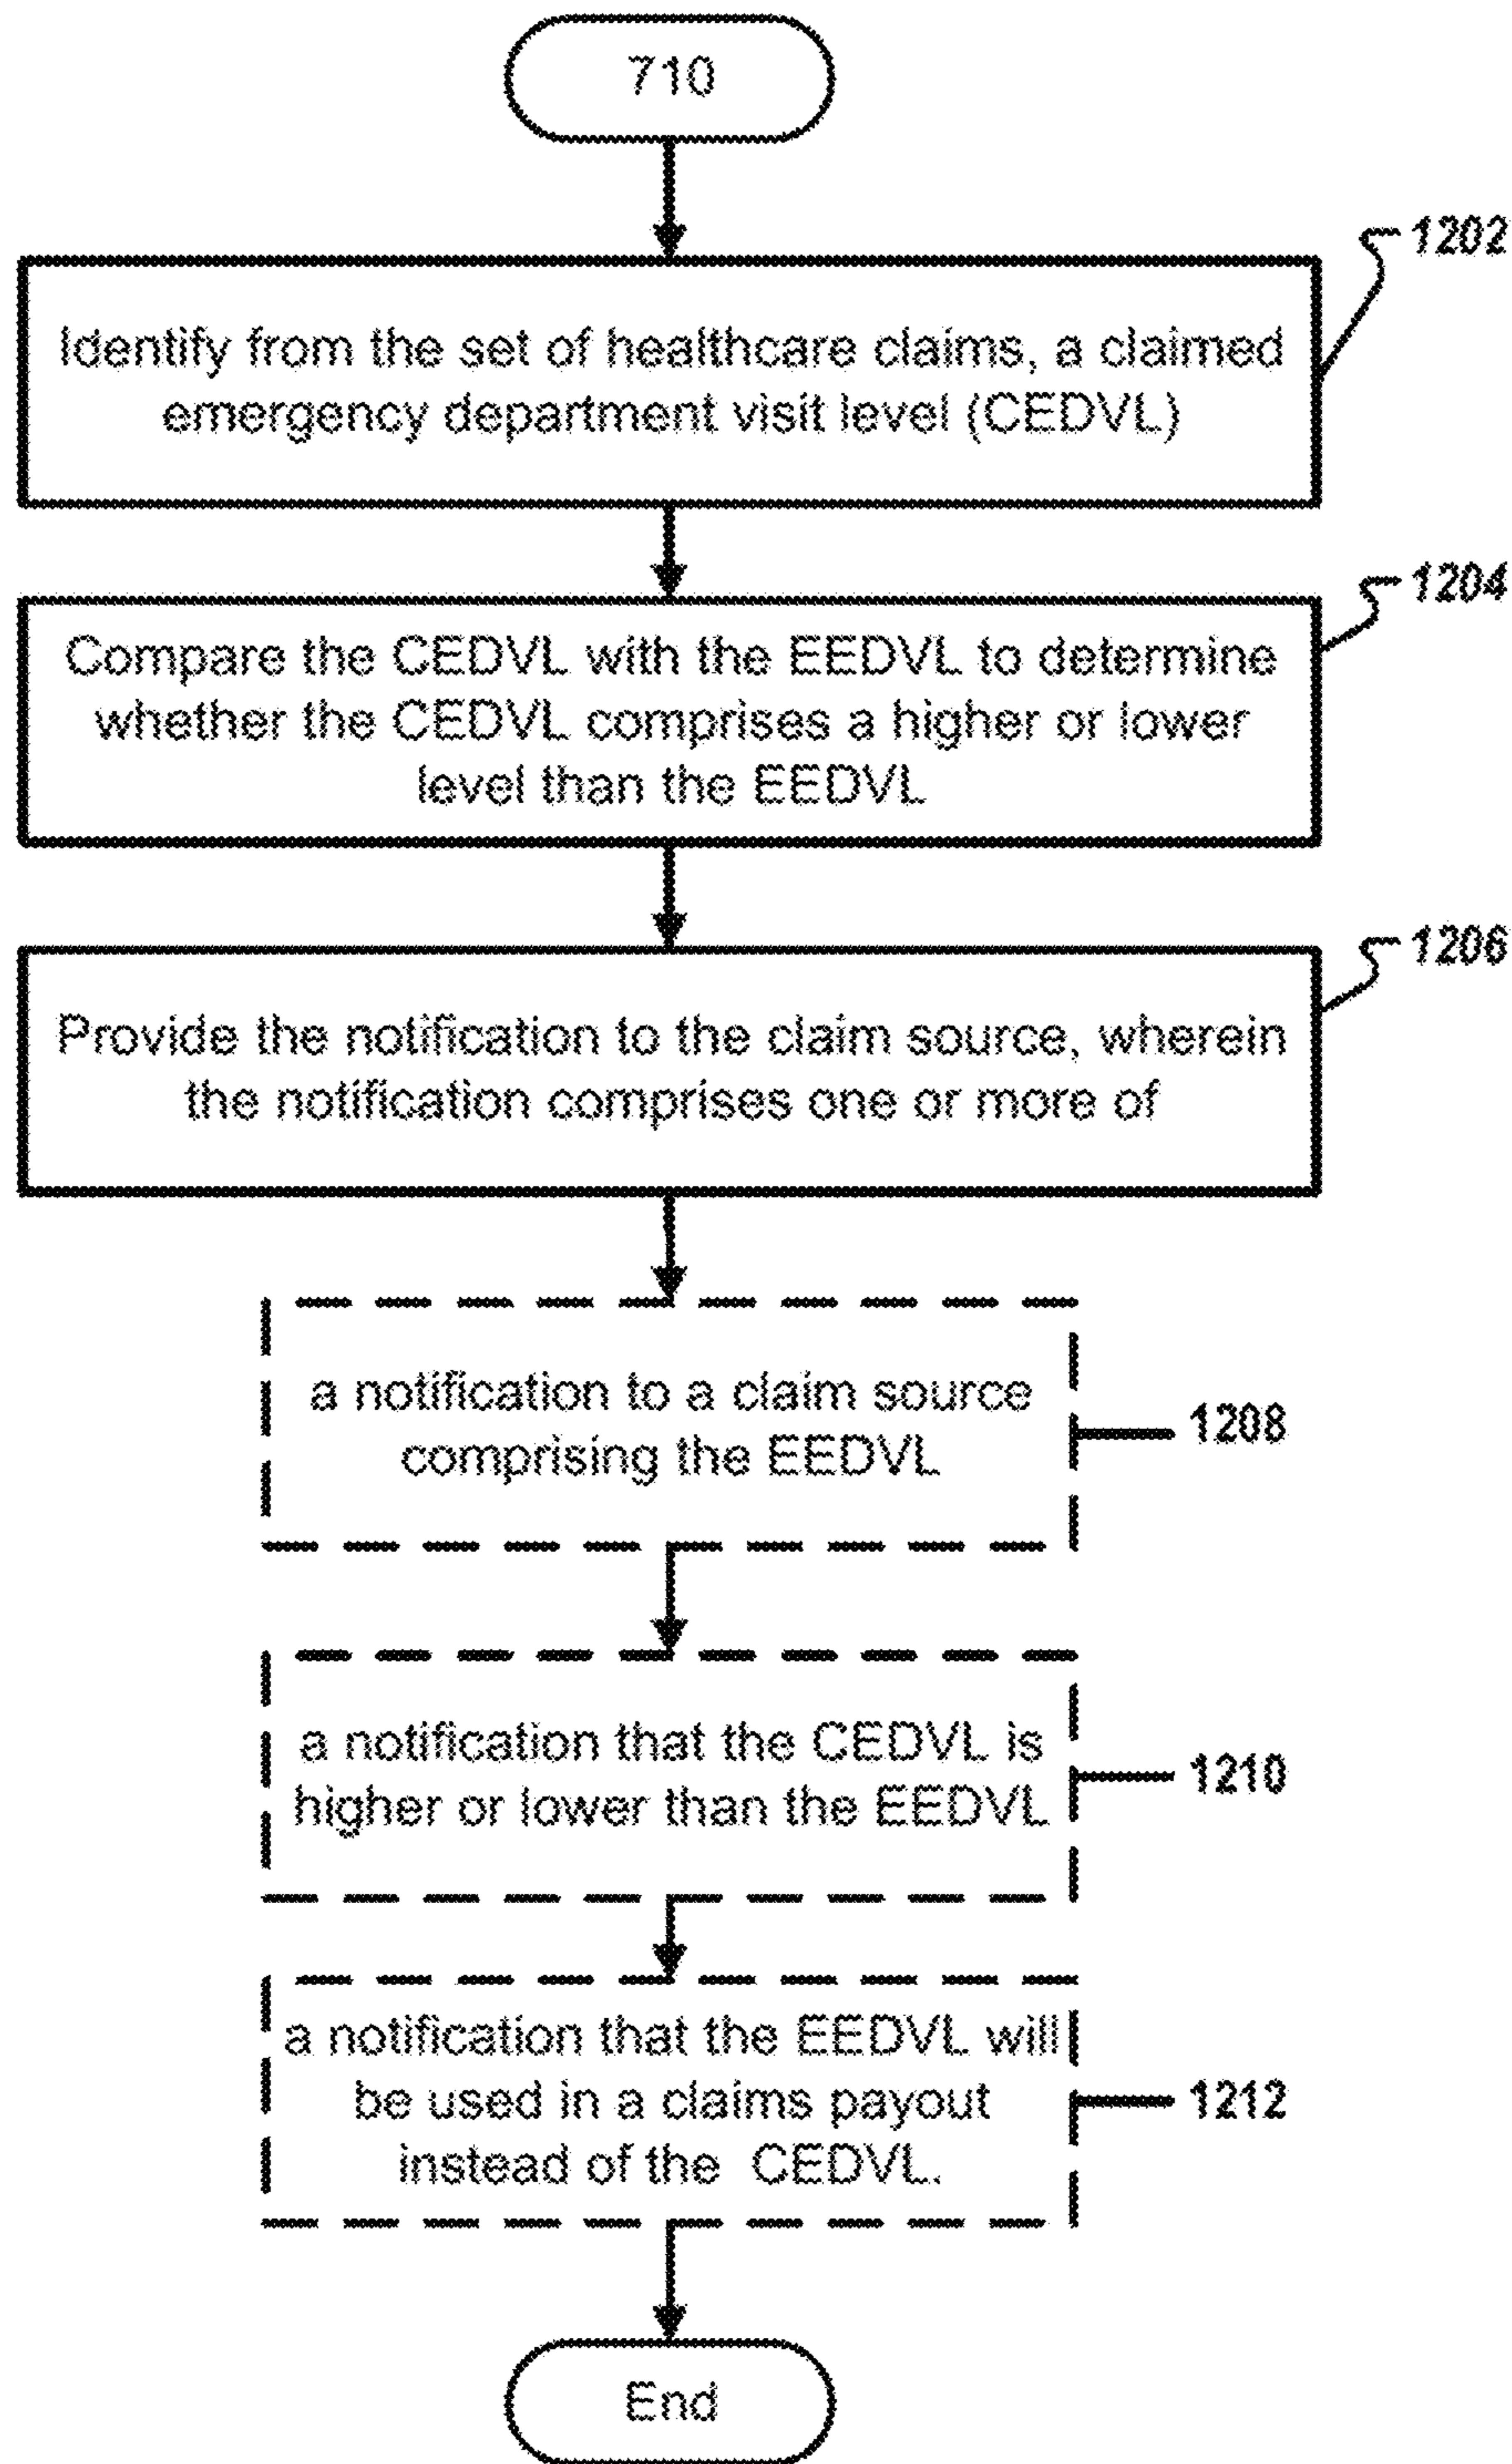 710
1202
Identify from the set of healthcare claims, a claimed
emergency department visit level (CEDVL)
1204
Compare the CEDVL with the EEDVL to determine
whether the CEDVL comprises a higher or lower
level than the EEDVL
1206
Provide the notification to the claim source, wherein
the notification comprises one or more of
a notification to a claim source
comprising the EEDVL
1208
a notification that the CEDVL is
higher or lower than the EEDVL
1210
a notification that the EEDVL will
be used in a claims payout
instead of the CEDVL.
1212
End